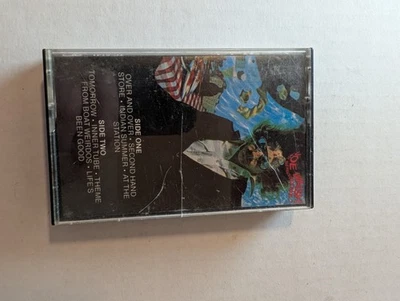 SIDE ONE
OVER AND OVER • SECOND HAND
STORE • INDIAN SUMMER • AT THE
STATION
SIDE TWO
TOMORROW • INNER TUBE • THEME
FROM BOAT WEIRDOS • LIFE'S
BEEN GOOD